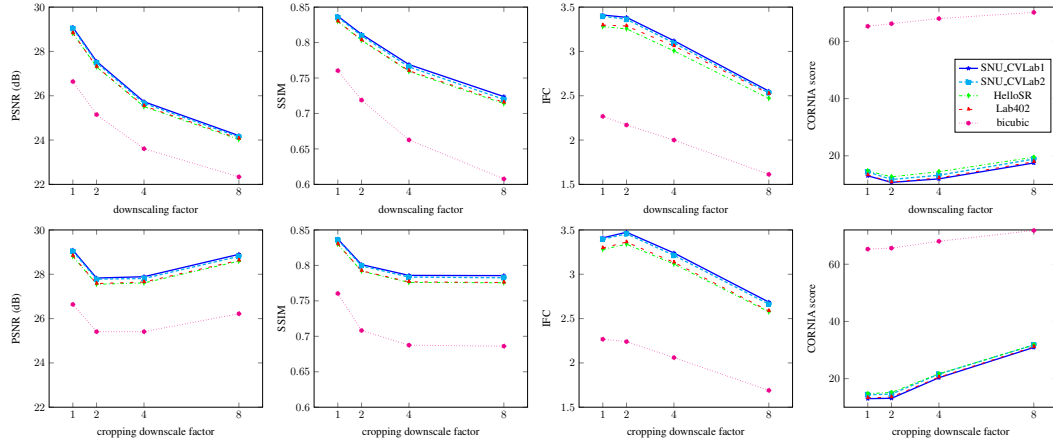 30
28
26
24
22
PSNR (dB)
1 2 4 8
downscaling factor
0.85
0.8
0.75
0.7
0.65
0.6
SSIM
1 2 4 8
downscaling factor
3.5
3
2.5
2
1.5
IFC
1 2 4 8
downscaling factor
60
40
20
CORNIA score
1 2 4 8
downscaling factor
SNU_CVLab1
SNU_CVLab2
HelloSR
Lab402
bicubic
30
28
26
24
22
PSNR (dB)
1 2 4 8
cropping downscale factor
0.85
0.8
0.75
0.7
0.65
0.6
SSIM
1 2 4 8
cropping downscale factor
3.5
3
2.5
2
1.5
IFC
1 2 4 8
cropping downscale factor
60
40
20
CORNIA score
1 2 4 8
cropping downscale factor